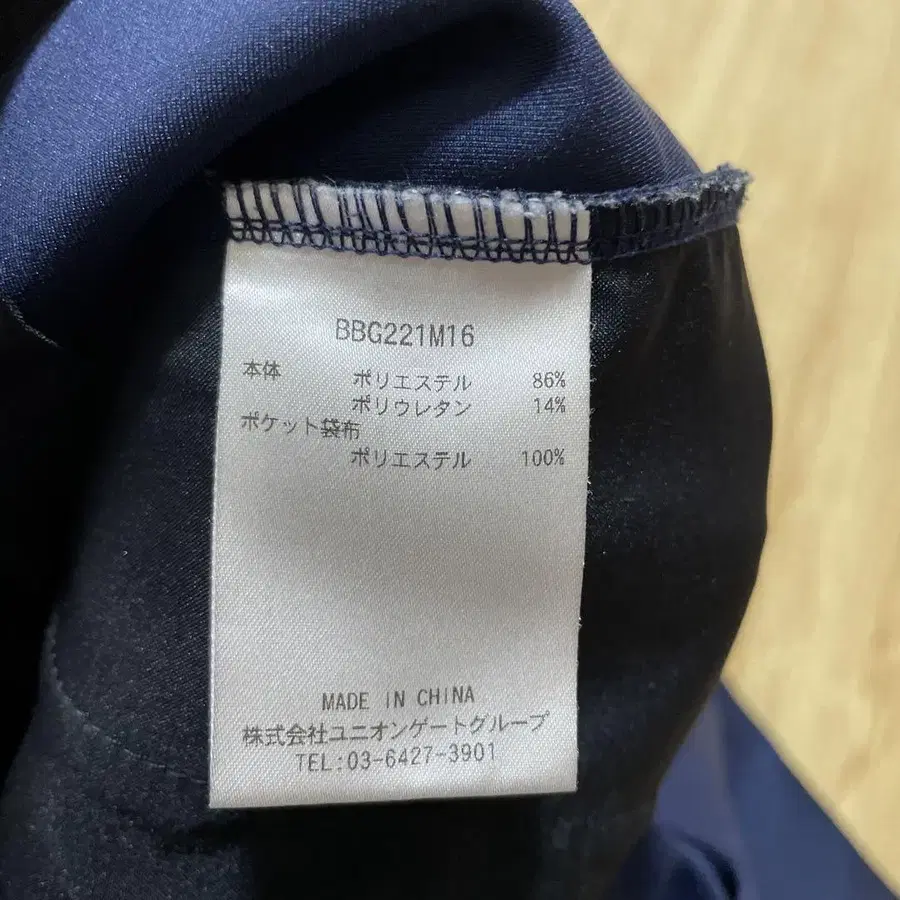 BBG221M16
本体 ポリエステル 86%
ポリウレタン 14%
ポケット袋布
ポリエステル 100%
MADE IN CHINA
株式会社ユニオンゲートグループ
TEL:03-6427-3901